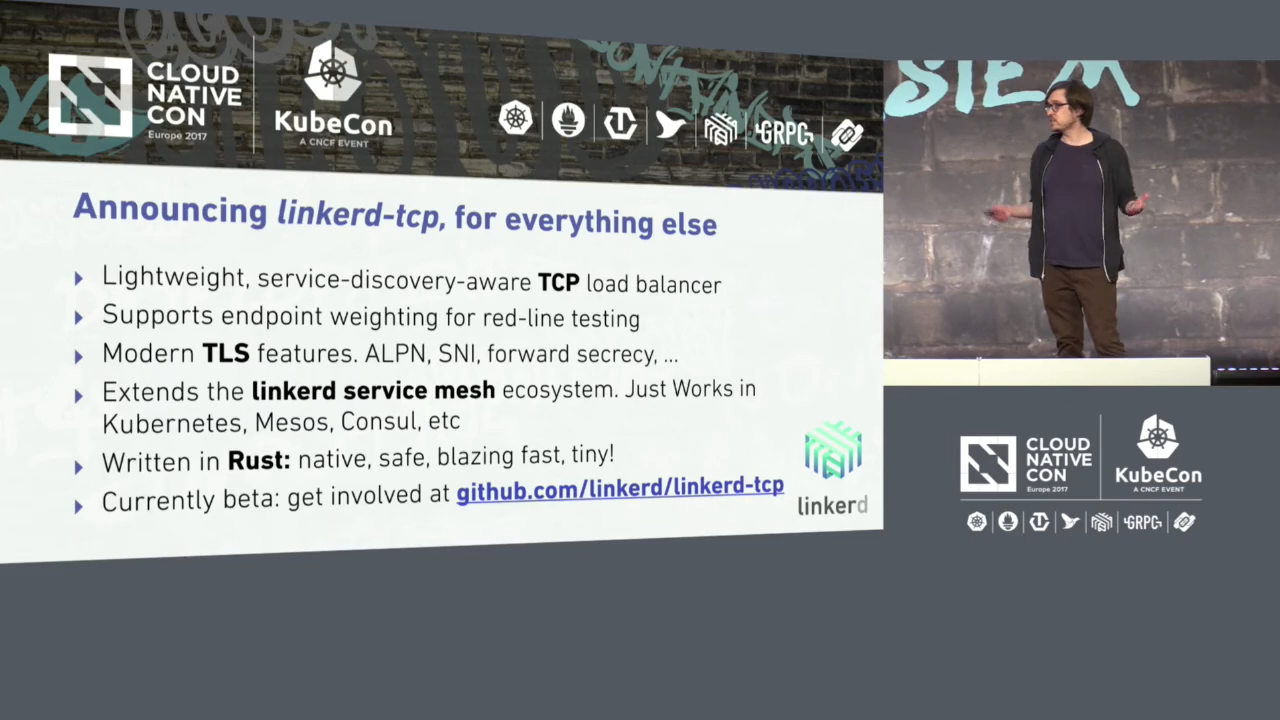 CLOUD
NATIVE
CON
Europe 2017
KubeCon
A CNCF EVENT
GRPC
STEM
Announcing linkerd-tcp, for everything else
Lightweight, service-discovery-aware TCP load balancer
Supports endpoint weighting for red-line testing
Modern TLS features. ALPN, SNI, forward secrecy, ...
Extends the linkerd service mesh ecosystem. Just Works in
Kubernetes, Mesos, Consul, etc
Written in Rust: native, safe, blazing fast, tiny!
Currently beta: get involved at github.com/linkerd/linkerd-tcp
linkerd
CLOUD
NATIVE
CON
Europe 2017
KubeCon
A CNCF EVENT
GRPC